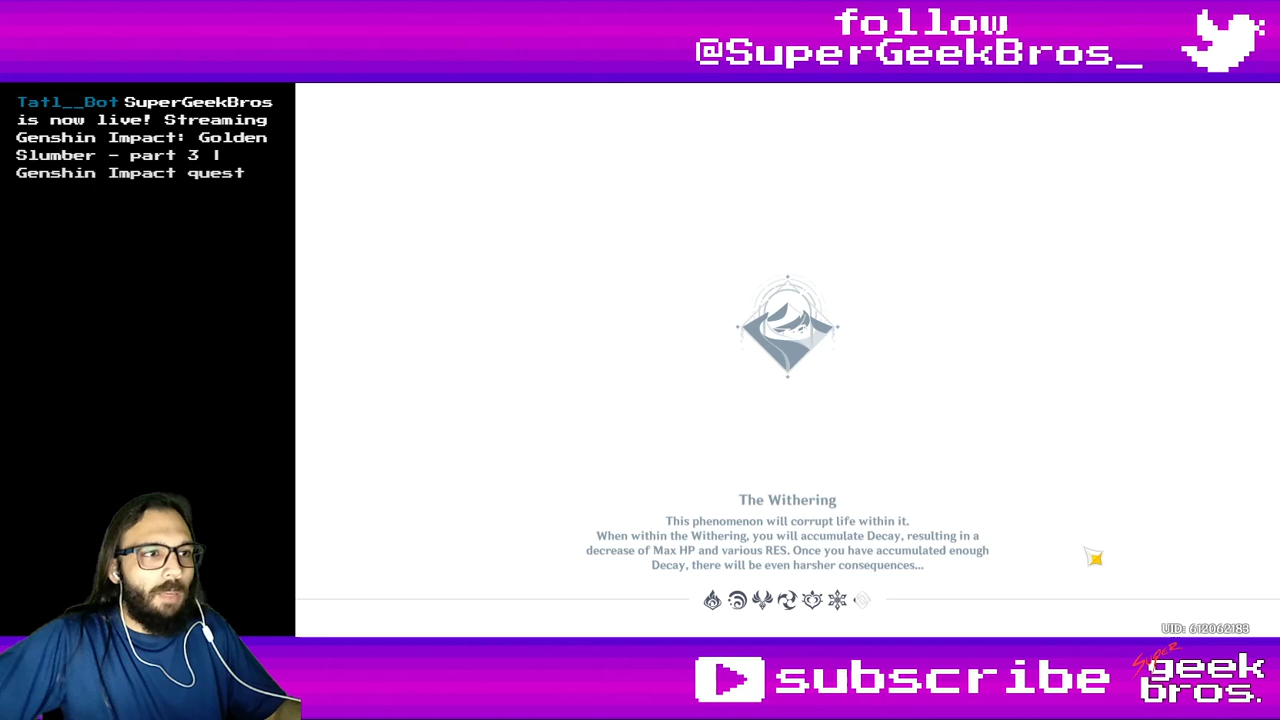 follow
@SuperGeekBros_
Tatl__Bot SuperGeekBros
is now live! Streaming
Genshin Impact: Golden
Slumber - part 3 |
Genshin Impact quest
The Withering
This phenomenon will corrupt life within it.
When within the Withering, you will accumulate Decay, resulting in a
decrease of Max HP and various RES. Once you have accumulated enough
Decay, there will be even harsher consequences...
UID: 612062183
subscribe
SUPER
geek
bros.